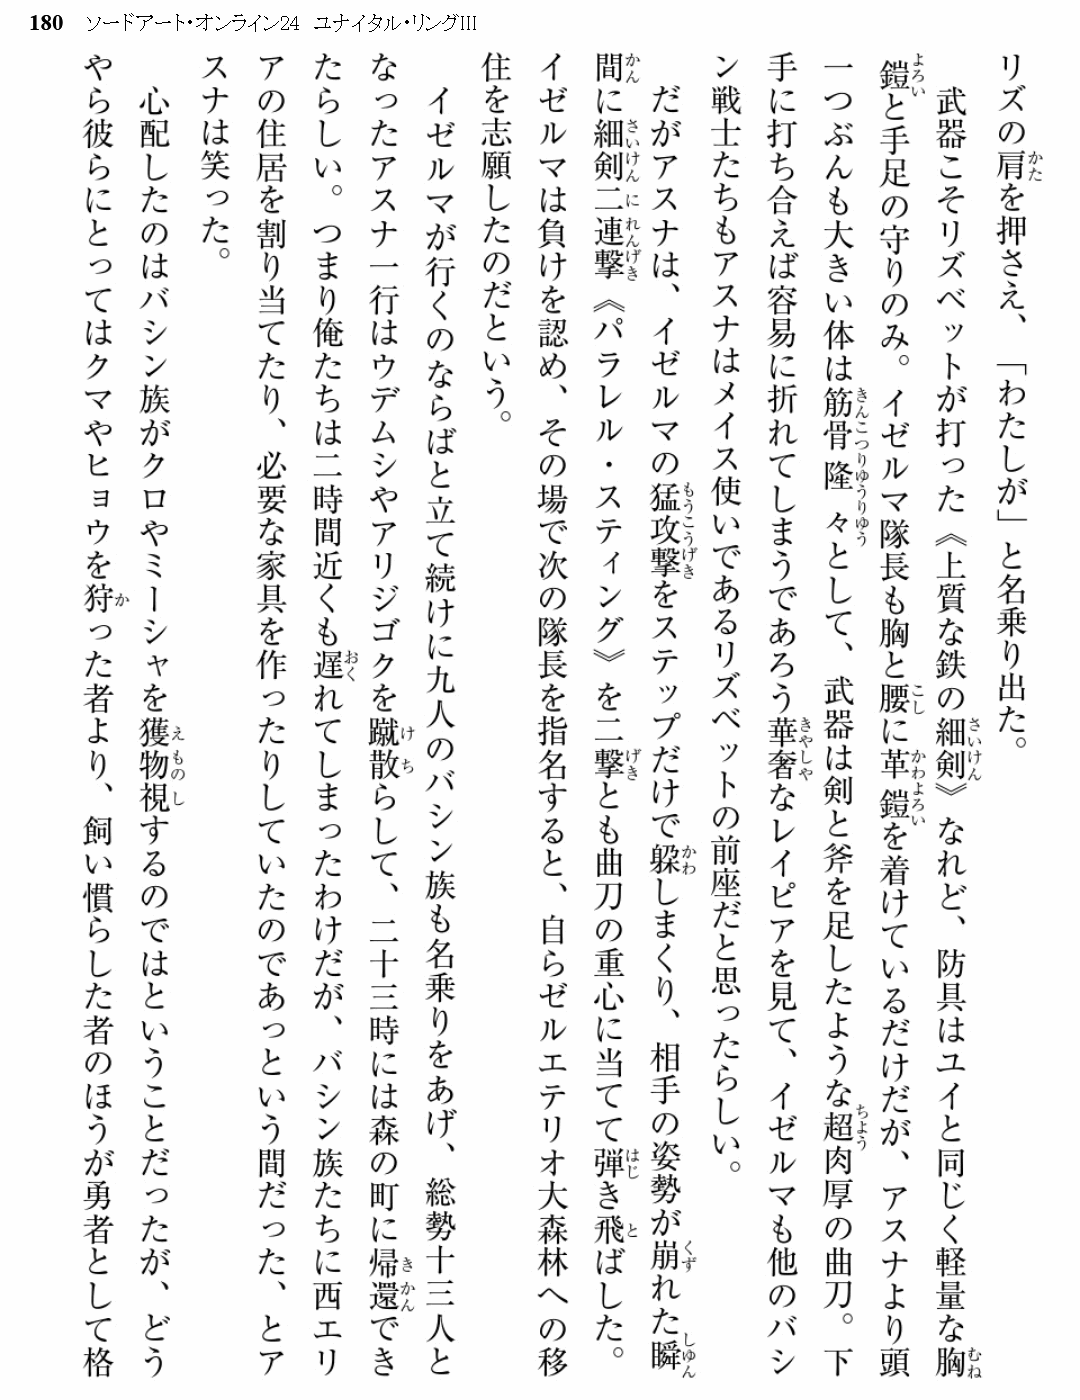 180 ソードアート・オンライン24 ユナイタル・リングIII
リズの肩を押さえ、「わたしが」と名乗り出た。
武器こそリズベットが打った《上質な鉄の細剣》なれど、防具はユイと同じく軽量な胸
鎧と手足の守りのみ。イゼルマ隊長も胸と腰に革鎧を着けているだけだが、アスナより頭
一つぶんも大きい体は筋骨隆々として、武器は剣と斧を足したような超肉厚の曲刀。下
手に打ち合えば容易に折れてしまうであろう華奢なレイピアを見て、イゼルマも他のバシ
ン戦士たちもアスナはメイス使いであるリズベットの前座だと思ったらしい。
だがアスナは、イゼルマの猛攻撃をステップだけで躱しまくり、相手の姿勢が崩れた瞬
間に細剣二連撃《パラレル・スティング》を二撃とも曲刀の重心に当てて弾き飛ばした。
イゼルマは負けを認め、その場で次の隊長を指名すると、自らゼルエテリオ大森林への移
住を志願したのだという。
イゼルマが行くのならばと立て続けに九人のバシン族も名乗りをあげ、総勢十三人と
なったアスナ一行はウデムシやアリジゴクを蹴散らして、二十三時には森の町に帰還でき
たらしい。つまり俺たちは二時間近くも遅れてしまったわけだが、バシン族たちに西エリ
アの住居を割り当てたり、必要な家具を作ったりしていたのであっという間だった、とア
スナは笑った。
心配したのはバシン族がクロやミーシャを獲物視するのではということだったが、どう
やら彼らにとってはクマやヒョウを狩った者より、飼い慣らした者のほうが勇者として格